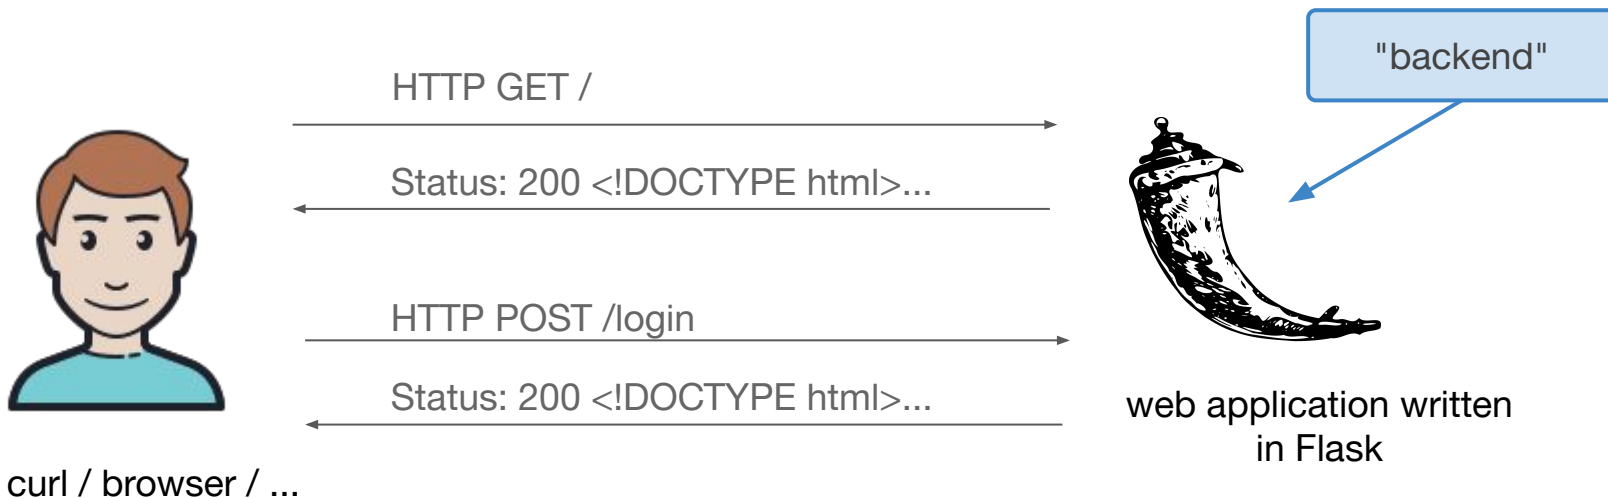 "backend"
HTTP GET /
Status: 200 <!DOCTYPE html>...
HTTP POST /login
Status: 200 <!DOCTYPE html>...
web application written
in Flask
curl / browser / ...